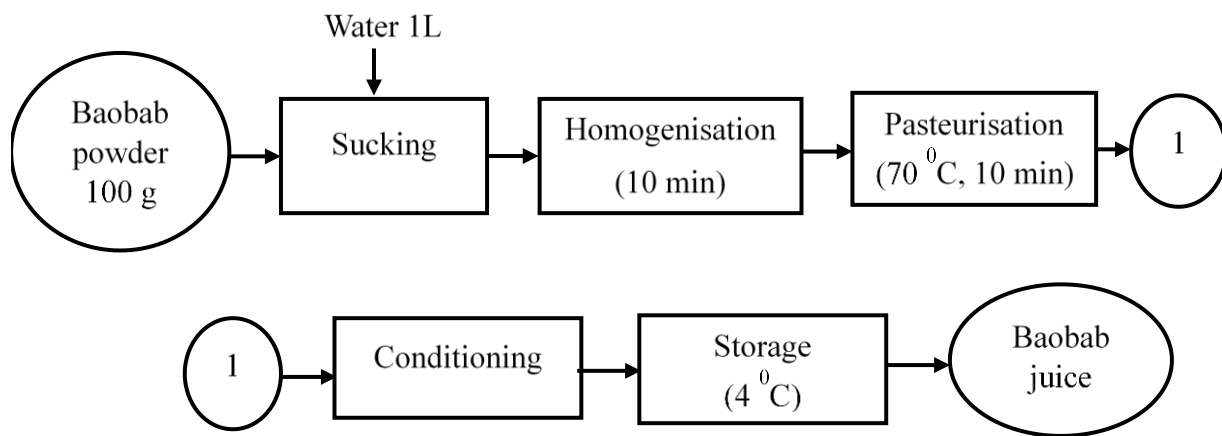 Water 1L
Baobab
powder
100 g
Sucking
Homogenisation
(10 min)
Pasteurisation
(70 ⁰C, 10 min)
1
1
Conditioning
Storage
(4 ⁰C)
Baobab
juice